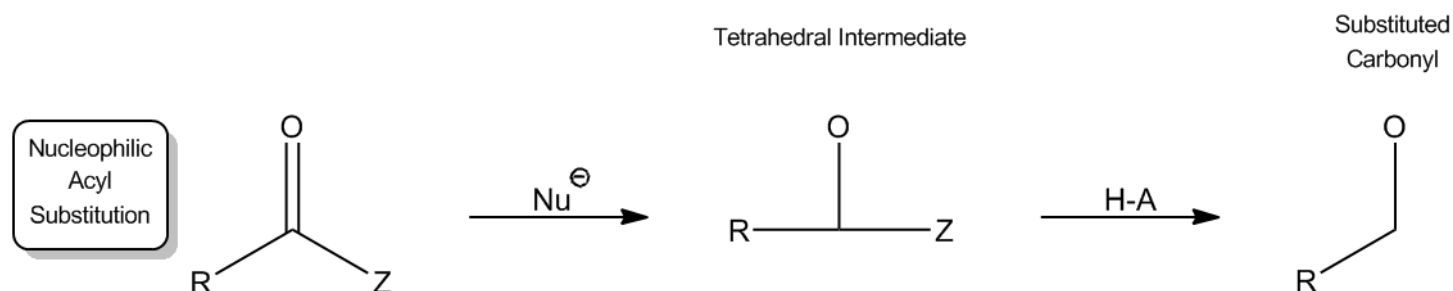 Tetrahedral Intermediate
Substituted
Carbonyl
Nucleophilic
Acyl
Substitution
O
R
Z
Nu⊖
O
R
Z
H-A
O
R